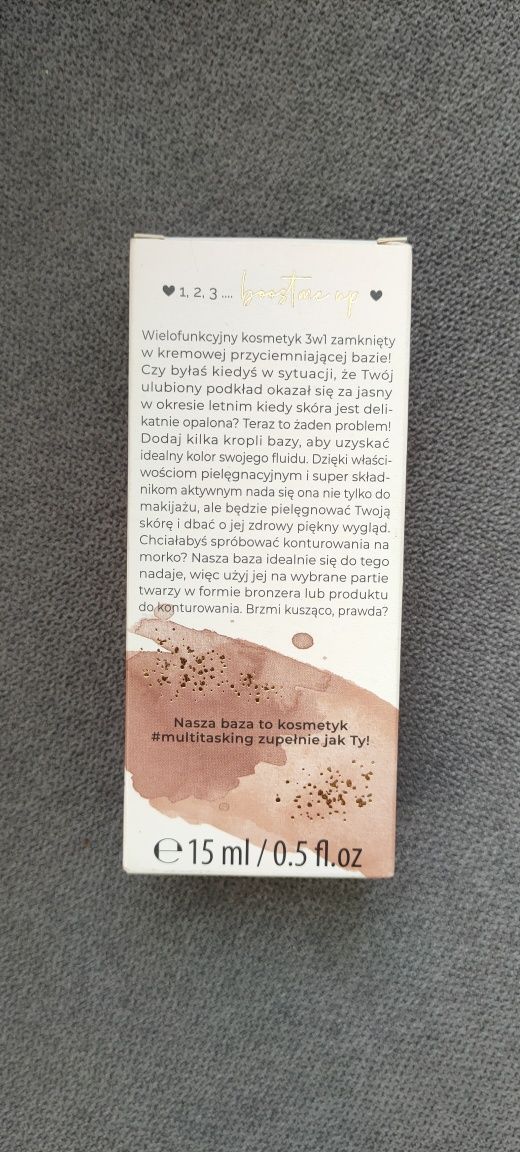 ♥ 1, 2, 3 .... boost me up ♥
Wielofunkcyjny kosmetyk 3w1 zamknięty
w kremowej przyciemniającej bazie!
Czy byłaś kiedyś w sytuacji, że Twój
ulubiony podkład okazał się za jasny
w okresie letnim kiedy skóra jest deli-
katnie opalona? Teraz to żaden problem!
Dodaj kilka kropli bazy, aby uzyskać
idealny kolor swojego fluidu. Dzięki właści-
wościom pielęgnacyjnym i super skład-
nikom aktywnym nada się ona nie tylko do
makijażu, ale będzie pielęgnować Twoją
skórę i dbać o jej zdrowy piękny wygląd.
Chciałabyś spróbować konturowania na
morko? Nasza baza idealnie się do tego
nadaje, więc użyj jej na wybrane partie
twarzy w formie bronzera lub produktu
do konturowania. Brzmi kusząco, prawda?
Nasza baza to kosmetyk
#multitasking zupełnie jak Ty!
℮ 15 ml / 0.5 fl.oz